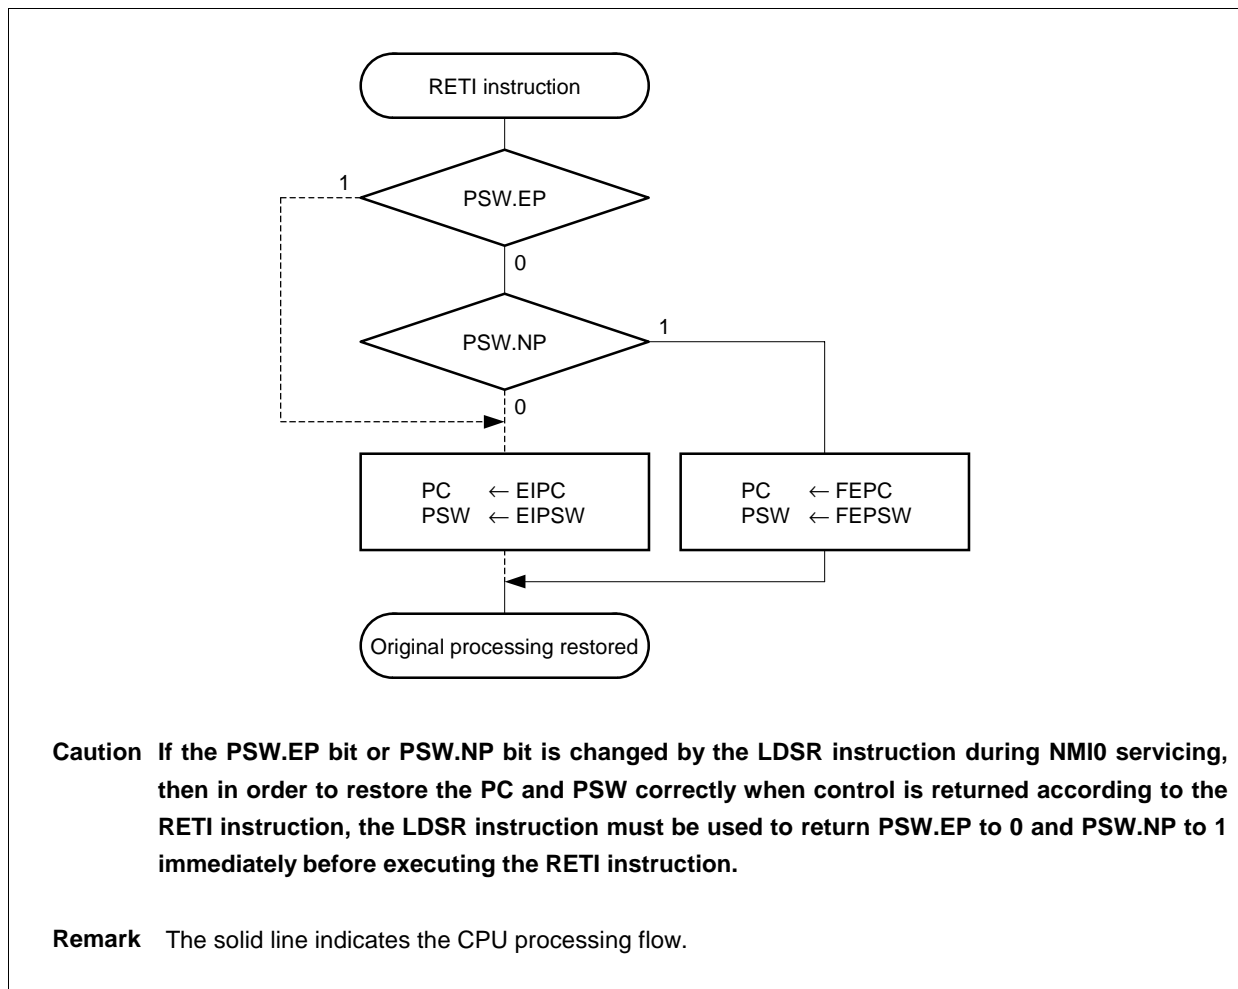 RETI instruction
1
PSW.EP
0
PSW.NP
1
0
PC ← EIPC
PSW ← EIPSW
PC ← FEPC
PSW ← FEPSW
Original processing restored
Caution If the PSW.EP bit or PSW.NP bit is changed by the LDSR instruction during NMI0 servicing,
then in order to restore the PC and PSW correctly when control is returned according to the
RETI instruction, the LDSR instruction must be used to return PSW.EP to 0 and PSW.NP to 1
immediately before executing the RETI instruction.
Remark The solid line indicates the CPU processing flow.